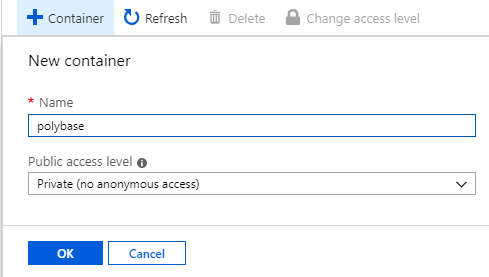 Container Refresh Delete Change access level
New container
* Name
polybase
Public access level
Private (no anonymous access)
OK Cancel